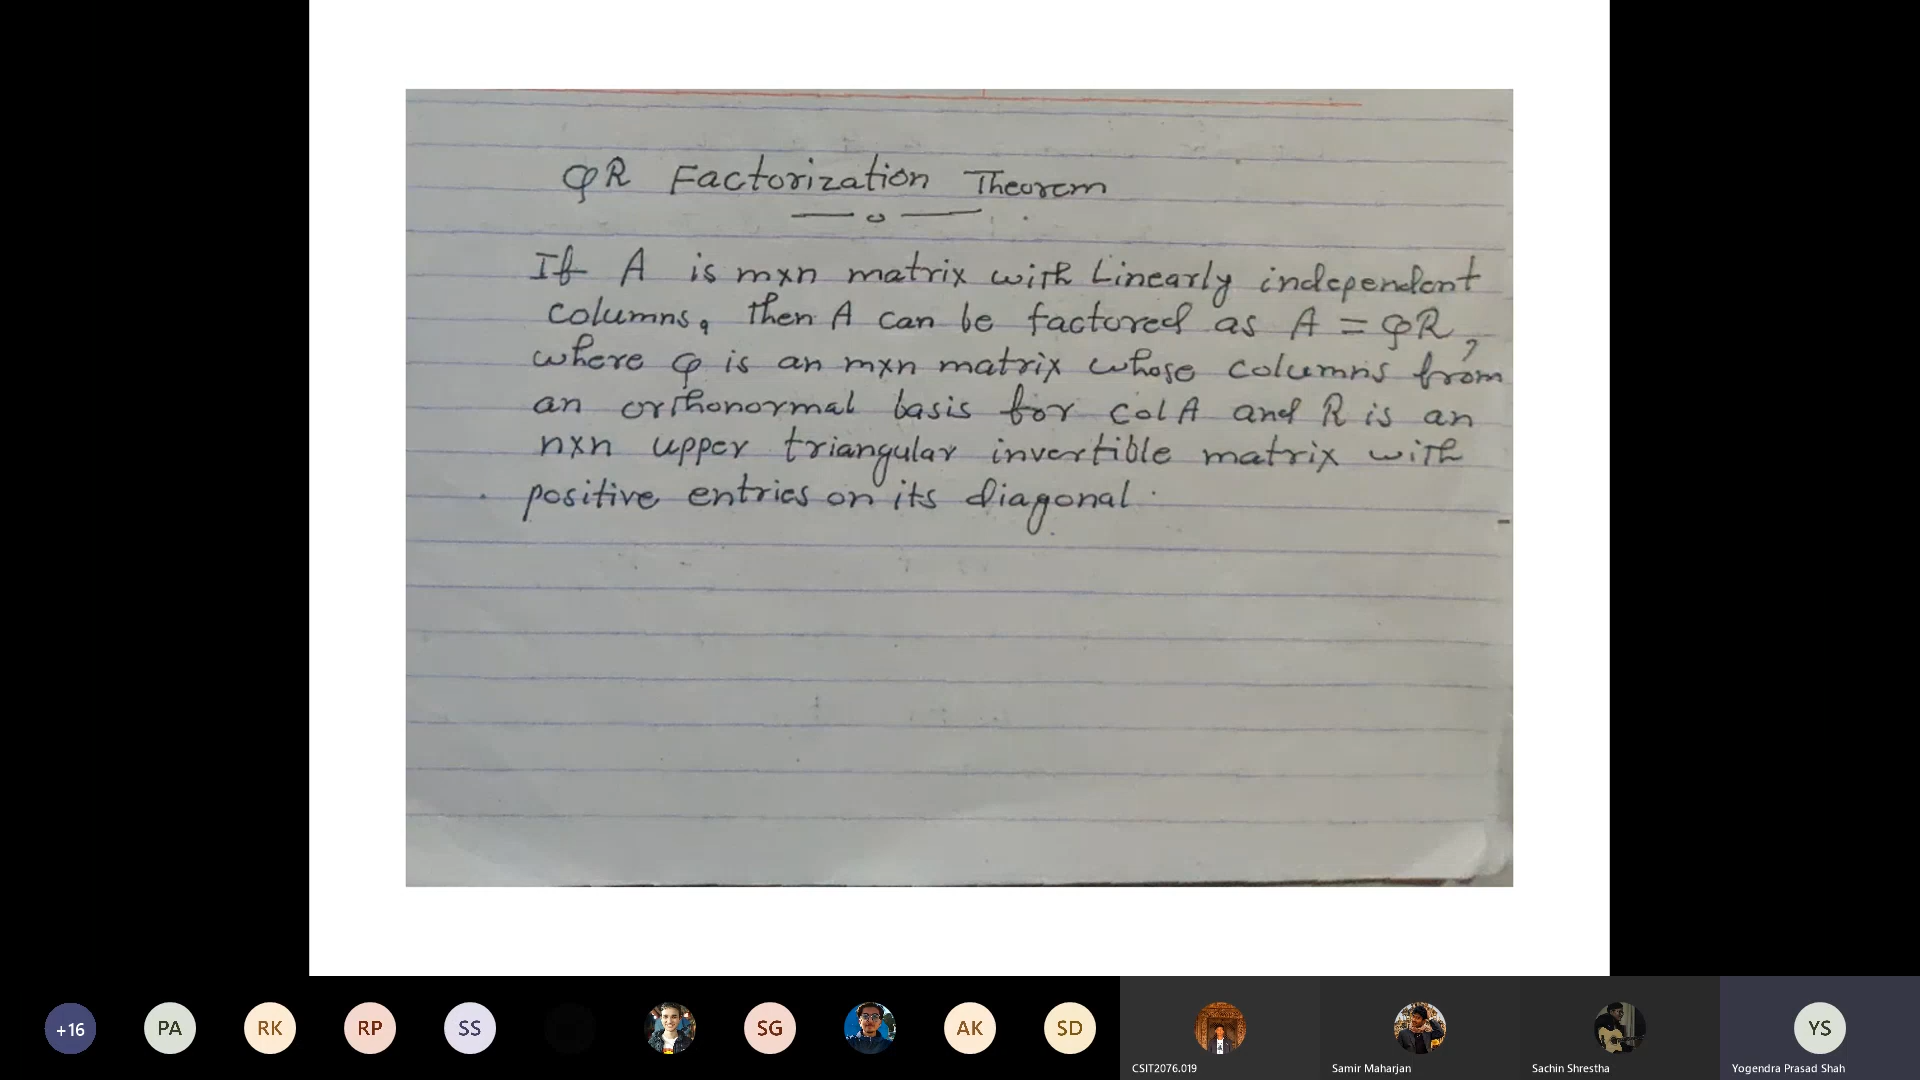 QR Factorization Theorem
If A is mxn matrix with Linearly independent
columns, then A can be factored as A = QR,
where Q is an mxn matrix whose columns from
an orthonormal basis for col A and R is an
nxn upper triangular invertible matrix with
positive entries on its diagonal.
+16 PA RK RP SS SG AK SD YS
CSIT2076.019 Samir Maharjan Sachin Shrestha Yogendra Prasad Shah